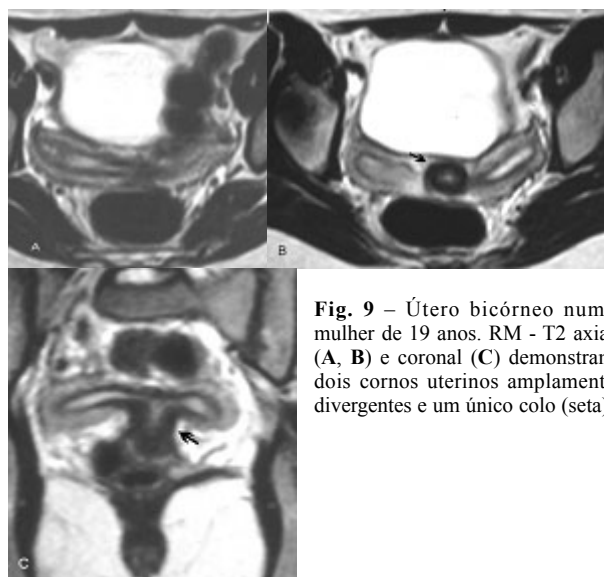 A
B
C
Fig. 9 – Útero bicórneo num
mulher de 19 anos. RM - T2 axia
(A, B) e coronal (C) demonstran
dois cornos uterinos amplament
divergentes e um único colo (seta)